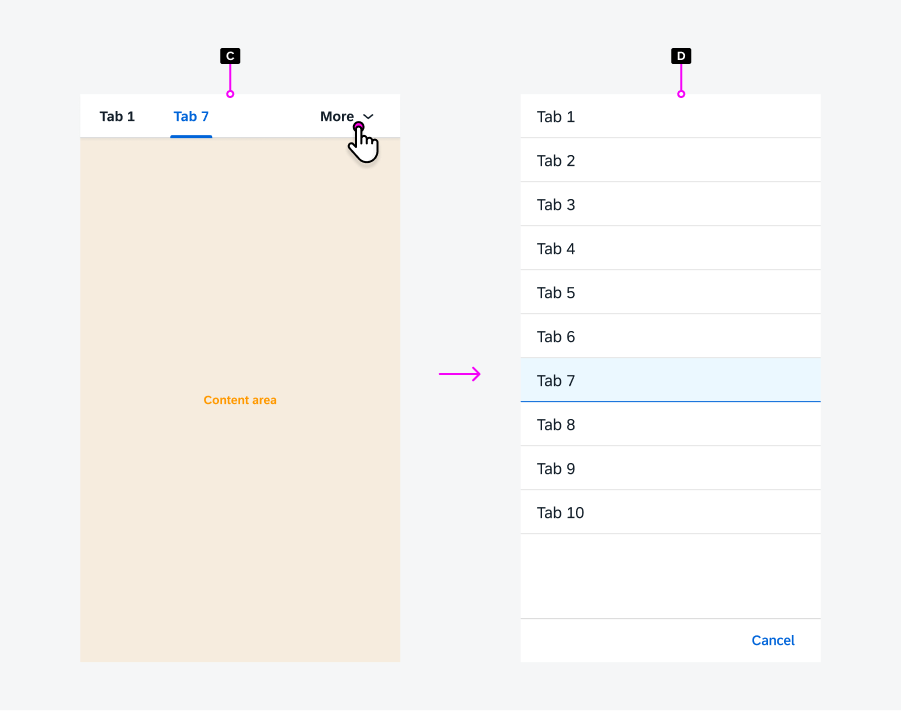 C
Tab 1 Tab 7 More
Content area
D
Tab 1
Tab 2
Tab 3
Tab 4
Tab 5
Tab 6
Tab 7
Tab 8
Tab 9
Tab 10
Cancel